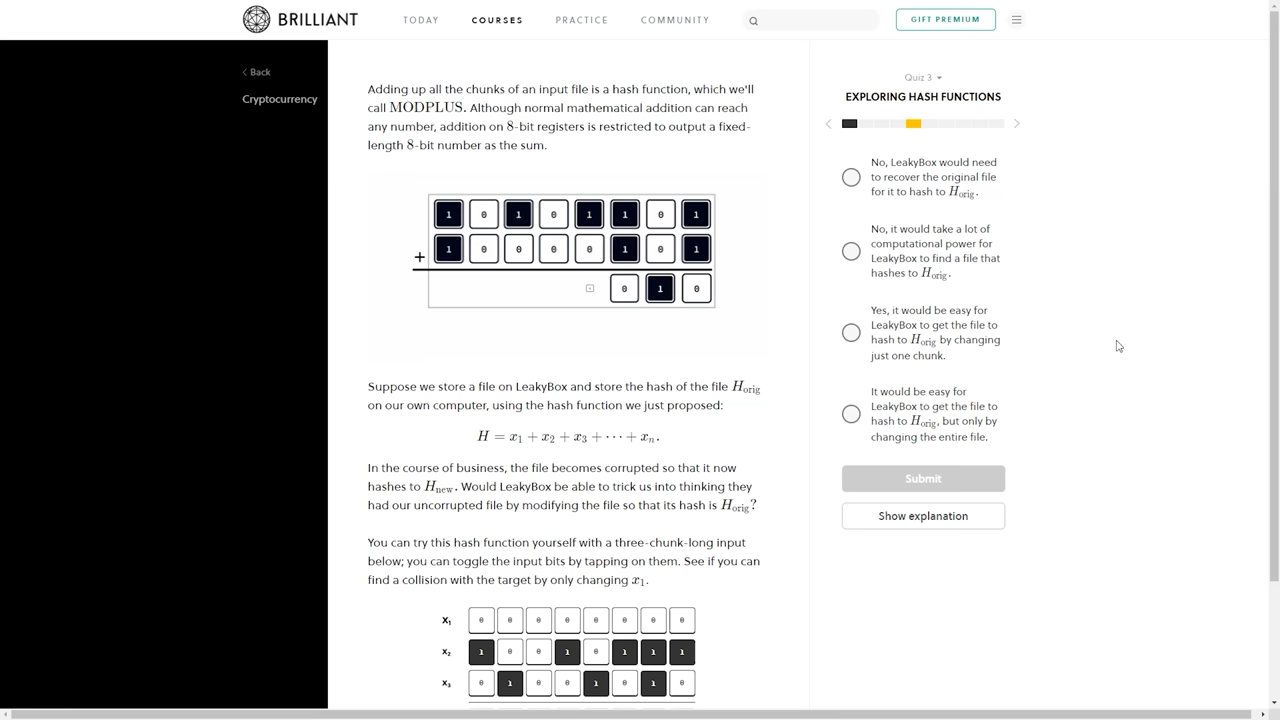 BRILLIANT
TODAY COURSES PRACTICE COMMUNITY GIFT PREMIUM
Back
Cryptocurrency
Adding up all the chunks of an input file is a hash function, which we'll
call MODPLUS. Although normal mathematical addition can reach
any number, addition on 8-bit registers is restricted to output a fixed-
length 8-bit number as the sum.
1 0 1 0 1 1 0 1
+ 1 0 0 0 0 1 0 1
0 1 0
Suppose we store a file on LeakyBox and store the hash of the file H_orig
on our own computer, using the hash function we just proposed:
H = x₁ + x₂ + x₃ + ··· + xₙ.
In the course of business, the file becomes corrupted so that it now
hashes to H_new. Would LeakyBox be able to trick us into thinking they
had our uncorrupted file by modifying the file so that its hash is H_orig?
You can try this hash function yourself with a three-chunk-long input
below; you can toggle the input bits by tapping on them. See if you can
find a collision with the target by only changing x₁.
X₁ 0 0 0 0 0 0 0 0
X₂ 1 0 0 1 0 1 1 1
X₃ 0 1 0 0 1 0 1 0
Quiz 3
EXPLORING HASH FUNCTIONS
No, LeakyBox would need
to recover the original file
for it to hash to H_orig.
No, it would take a lot of
computational power for
LeakyBox to find a file that
hashes to H_orig.
Yes, it would be easy for
LeakyBox to get the file to
hash to H_orig by changing
just one chunk.
It would be easy for
LeakyBox to get the file to
hash to H_orig, but only by
changing the entire file.
Submit
Show explanation